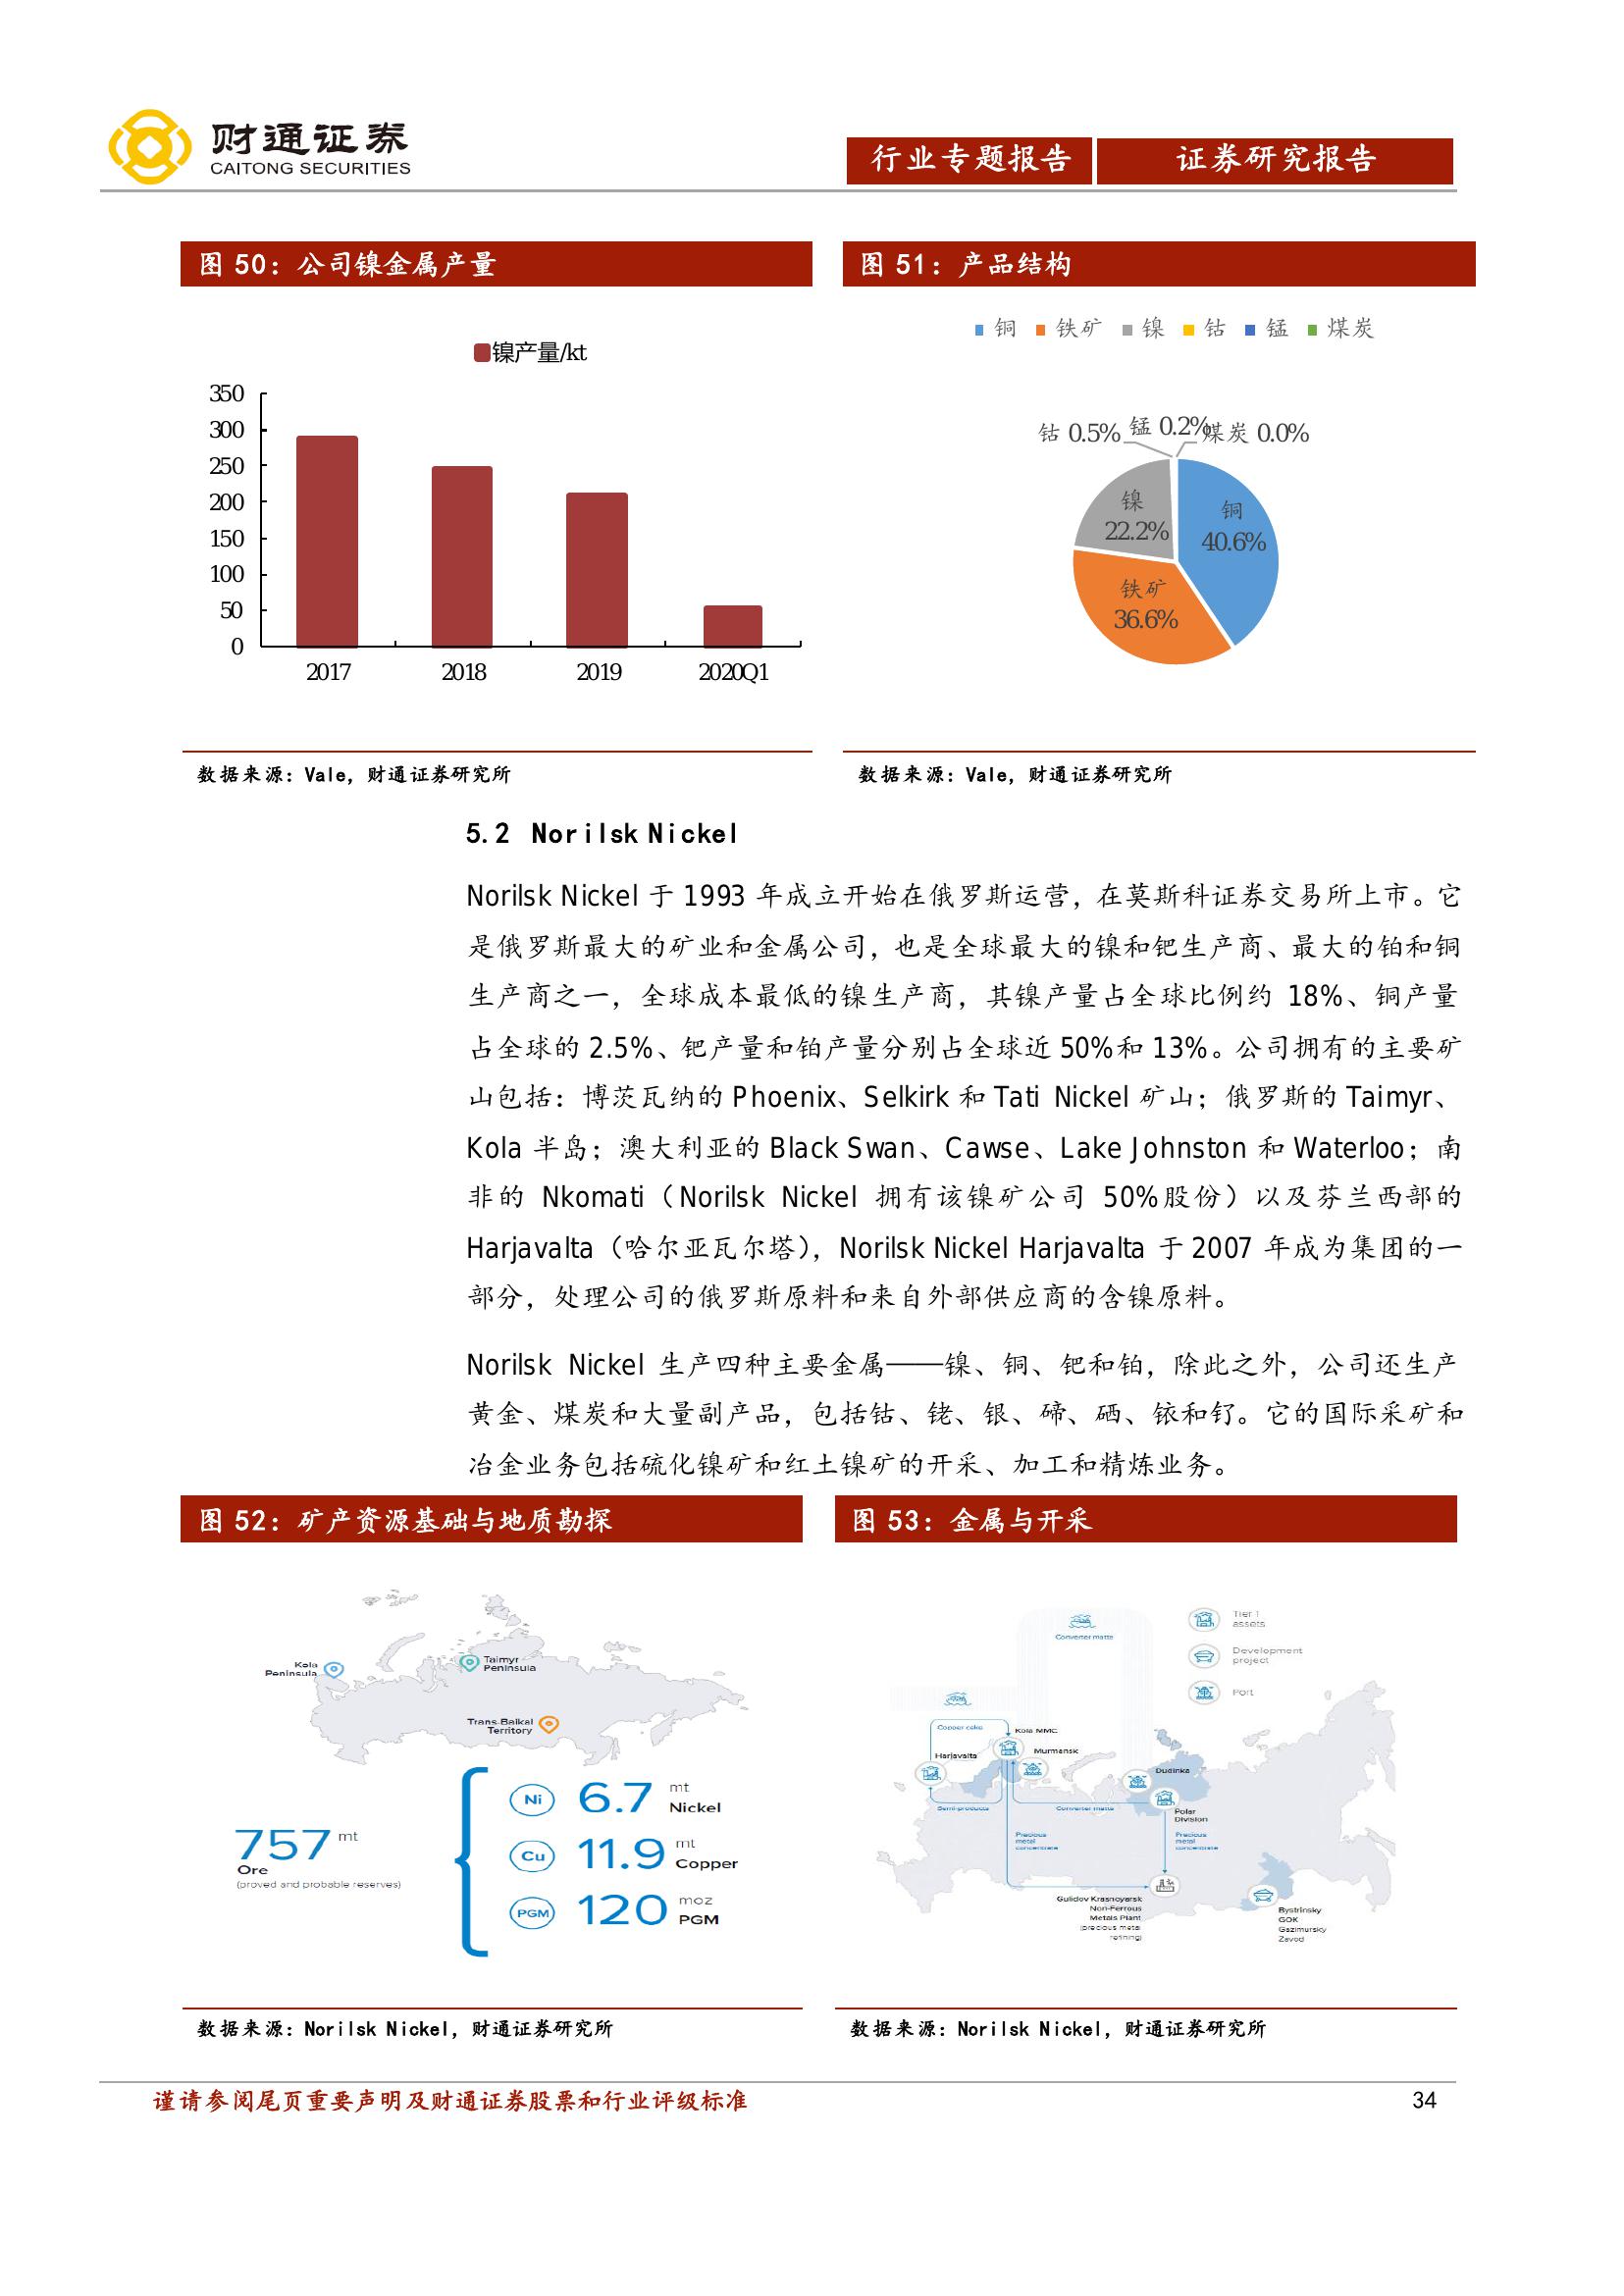 财通证券
CAITONG SECURITIES
行业专题报告
证券研究报告
图 50：公司镍金属产量
镍产量/kt
350
300
250
200
150
100
50
0
2017 2018 2019 2020Q1
数据来源：Vale，财通证券研究所
图 51：产品结构
铜 铁矿 镍 钴 锰 煤炭
钴 0.5% 锰 0.2% 煤炭 0.0%
镍
22.2%
铜
40.6%
铁矿
36.6%
数据来源：Vale，财通证券研究所
5.2 Norilsk Nickel
Norilsk Nickel 于 1993 年成立开始在俄罗斯运营，在莫斯科证券交易所上市。它
是俄罗斯最大的矿业和金属公司，也是全球最大的镍和钯生产商、最大的铂和铜
生产商之一，全球成本最低的镍生产商，其镍产量占全球比例约 18%、铜产量
占全球的 2.5%、钯产量和铂产量分别占全球近 50%和 13%。公司拥有的主要矿
山包括：博茨瓦纳的 Phoenix、Selkirk 和 Tati Nickel 矿山；俄罗斯的 Taimyr、
Kola 半岛；澳大利亚的 Black Swan、Cawse、Lake Johnston 和 Waterloo；南
非的 Nkomati（Norilsk Nickel 拥有该镍矿公司 50%股份）以及芬兰西部的
Harjavalta（哈尔亚瓦尔塔），Norilsk Nickel Harjavalta 于 2007 年成为集团的一
部分，处理公司的俄罗斯原料和来自外部供应商的含镍原料。
Norilsk Nickel 生产四种主要金属——镍、铜、钯和铂，除此之外，公司还生产
黄金、煤炭和大量副产品，包括钴、铑、银、碲、硒、铱和钌。它的国际采矿和
冶金业务包括硫化镍矿和红土镍矿的开采、加工和精炼业务。
图 52：矿产资源基础与地质勘探
Kola
Peninsula
Taimyr
Peninsula
Trans-Baikal
Territory
757 mt
Ore
(proved and probable reserves)
Ni 6.7 mt
Nickel
Cu 11.9 mt
Copper
PGM 120 moz
PGM
数据来源：Norilsk Nickel，财通证券研究所
图 53：金属与开采
Tier 1
assets
Development
project
Port
Converter matte
Copper cake
Kola MMC
Harjavalta
Murmansk
Dudinka
Semi-products
Converter matte
Polar
Division
Precious
metal
concentrate
Precious
metal
concentrate
Gulidov Krasnoyarsk
Non-Ferrous
Metals Plant
(precious metal
refining)
Bystrinsky
GOK
Gazimursky
Zavod
数据来源：Norilsk Nickel，财通证券研究所
谨请参阅尾页重要声明及财通证券股票和行业评级标准
34